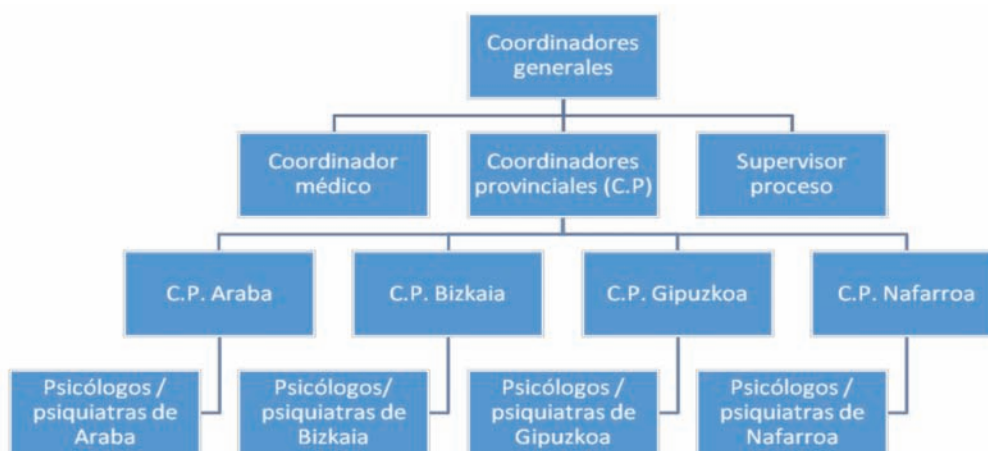 Coordinadores
generales
Coordinador
médico
Coordinadores
provinciales (C.P)
Supervisor
proceso
C.P. Araba
C.P. Bizkaia
C.P. Gipuzkoa
C.P. Nafarroa
Psicólogos /
psiquiatras de
Araba
Psicólogos/
psiquiatras de
Bizkaia
Psicólogos /
psiquiatras de
Gipuzkoa
Psicólogos /
psiquiatras de
Nafarroa